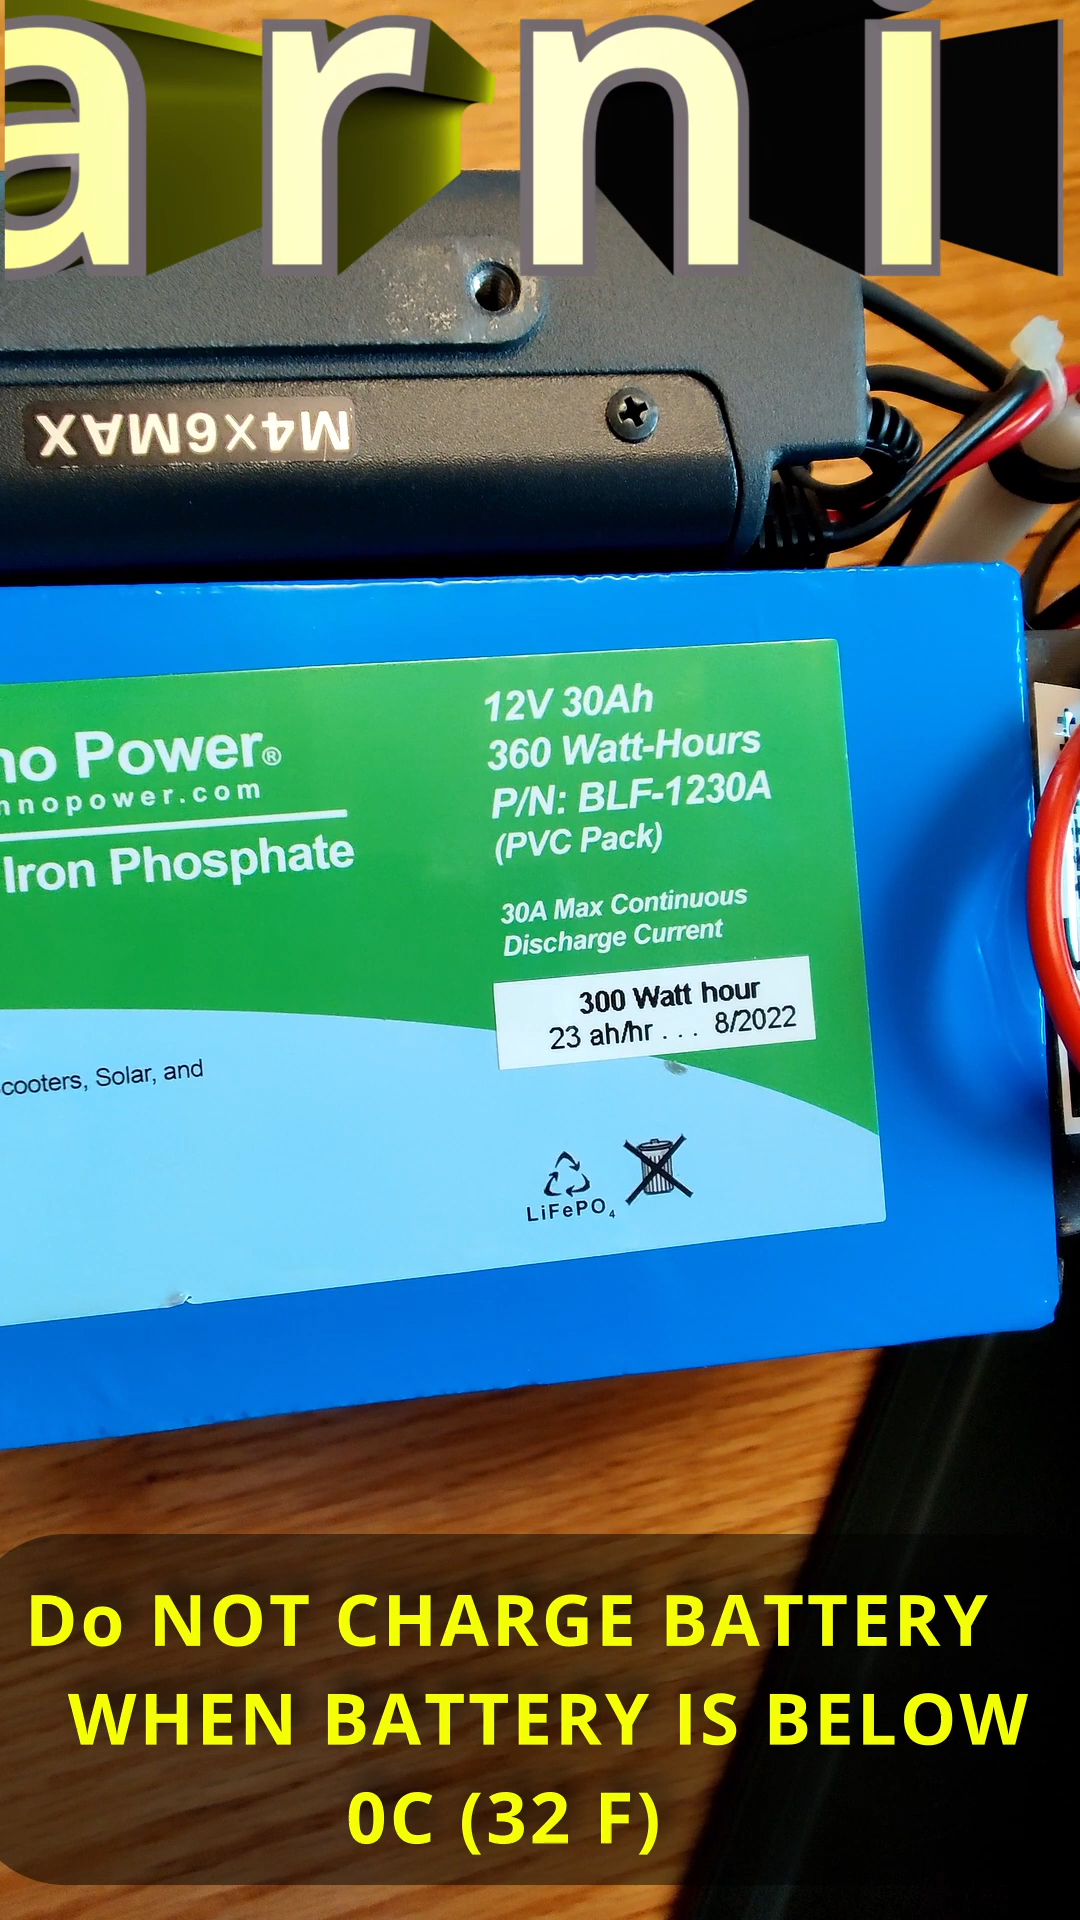 arni
M4X6MAX
no Power®
nnopower.com
Iron Phosphate
12V 30Ah
360 Watt-Hours
P/N: BLF-1230A
(PVC Pack)
30A Max Continuous
Discharge Current
300 Watt hour
23 ah/hr . . . 8/2022
cooters, Solar, and
LiFePO₄
Do NOT CHARGE BATTERY
WHEN BATTERY IS BELOW
0C (32 F)